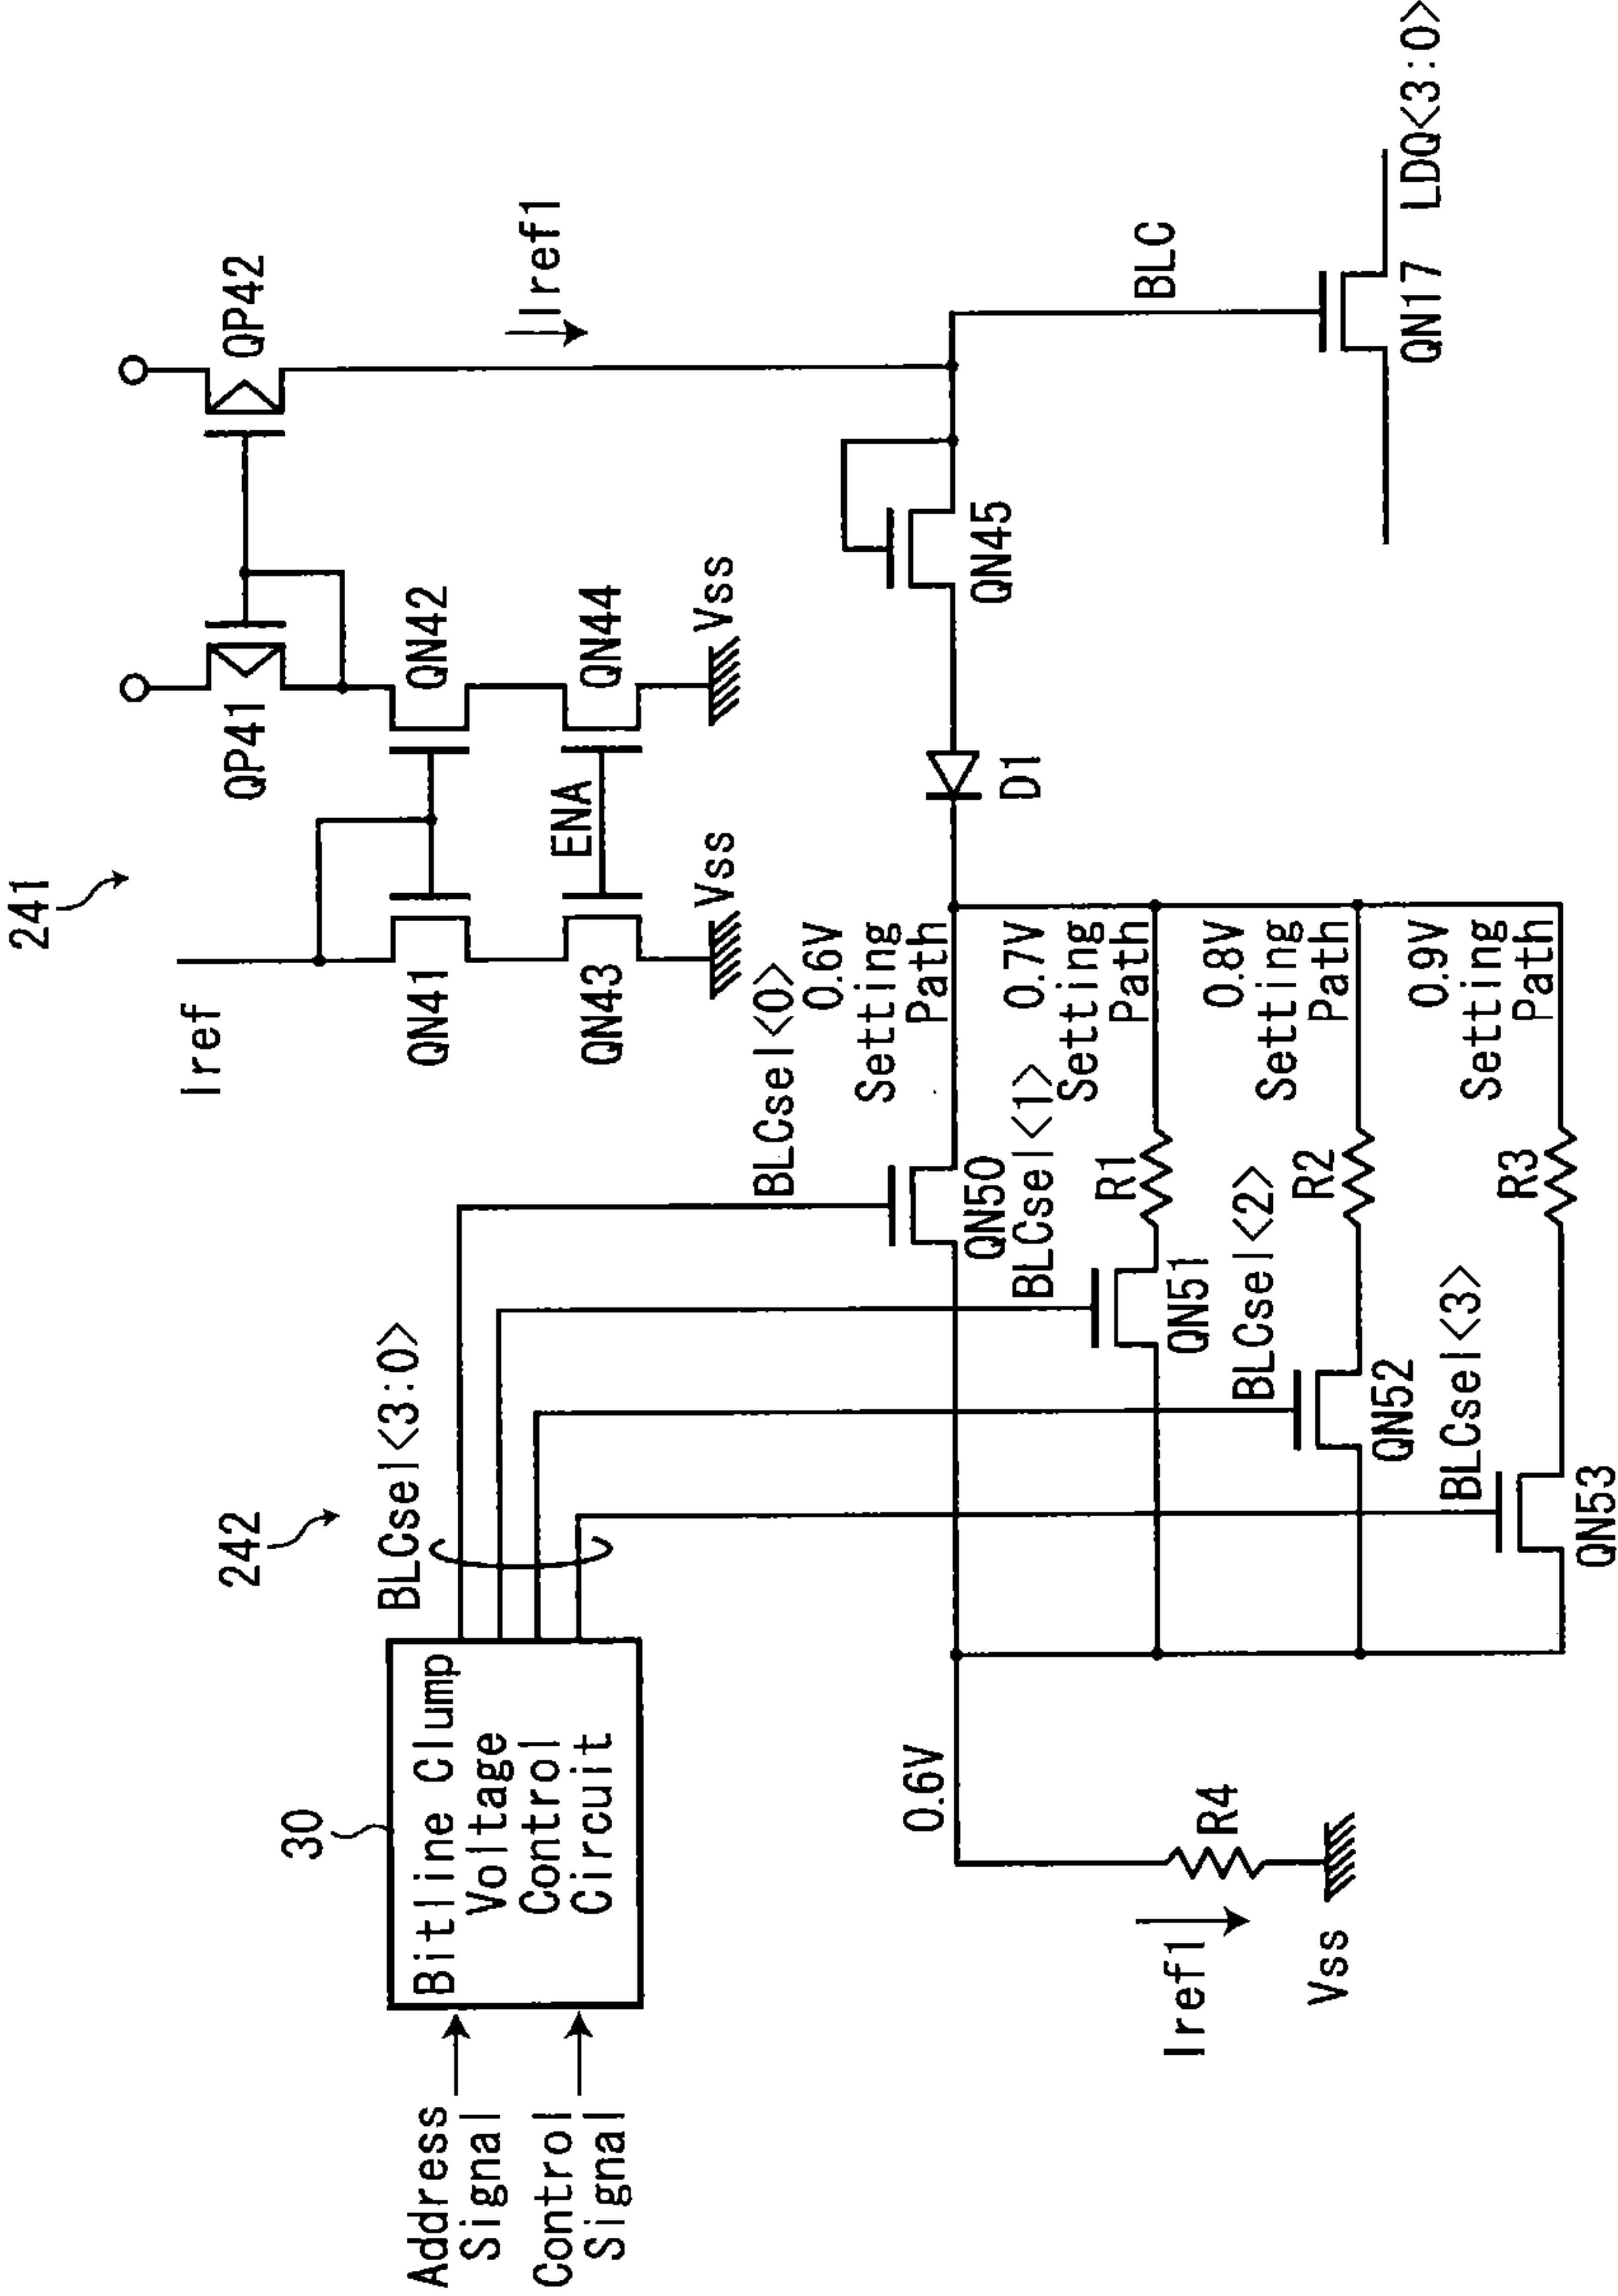 241
Iref
QP41
QP42
Iref1
QN41
QN42
ENA
QN43
QN44
Vss
Vss
242
30
BLCsel<3:0>
Bitline Clump
Voltage
Control
Circuit
Address
Signal
Control
Signal
BLCsel<0>
0.6V
Setting
Path
QN50
BLCsel<1>
0.7V
Setting
Path
R1
QN51
BLCsel<2>
0.8V
Setting
Path
R2
QN52
BLCsel<3>
0.9V
Setting
Path
R3
QN53
0.6V
R4
Iref1
Vss
D1
QN45
BLC
QN17
LDQ<3:0>